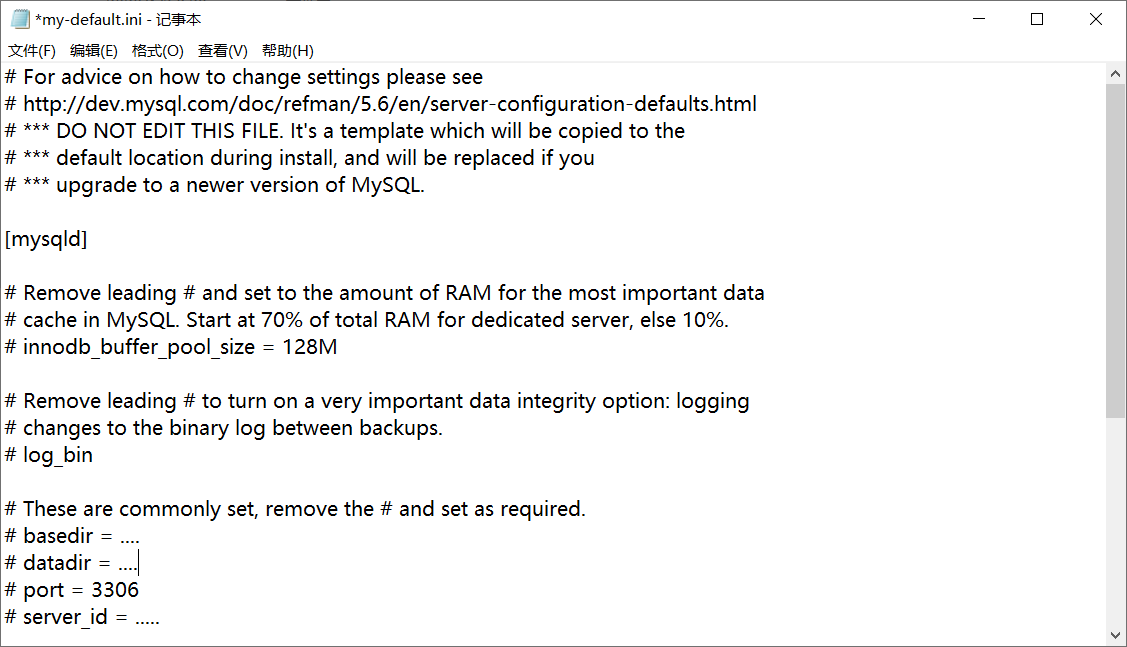 *my-default.ini - 记事本
文件(F) 编辑(E) 格式(O) 查看(V) 帮助(H)
# For advice on how to change settings please see
# http://dev.mysql.com/doc/refman/5.6/en/server-configuration-defaults.html
# *** DO NOT EDIT THIS FILE. It's a template which will be copied to the
# *** default location during install, and will be replaced if you
# *** upgrade to a newer version of MySQL.
[mysqld]
# Remove leading # and set to the amount of RAM for the most important data
# cache in MySQL. Start at 70% of total RAM for dedicated server, else 10%.
# innodb_buffer_pool_size = 128M
# Remove leading # to turn on a very important data integrity option: logging
# changes to the binary log between backups.
# log_bin
# These are commonly set, remove the # and set as required.
# basedir = ....
# datadir = ....
# port = 3306
# server_id = .....